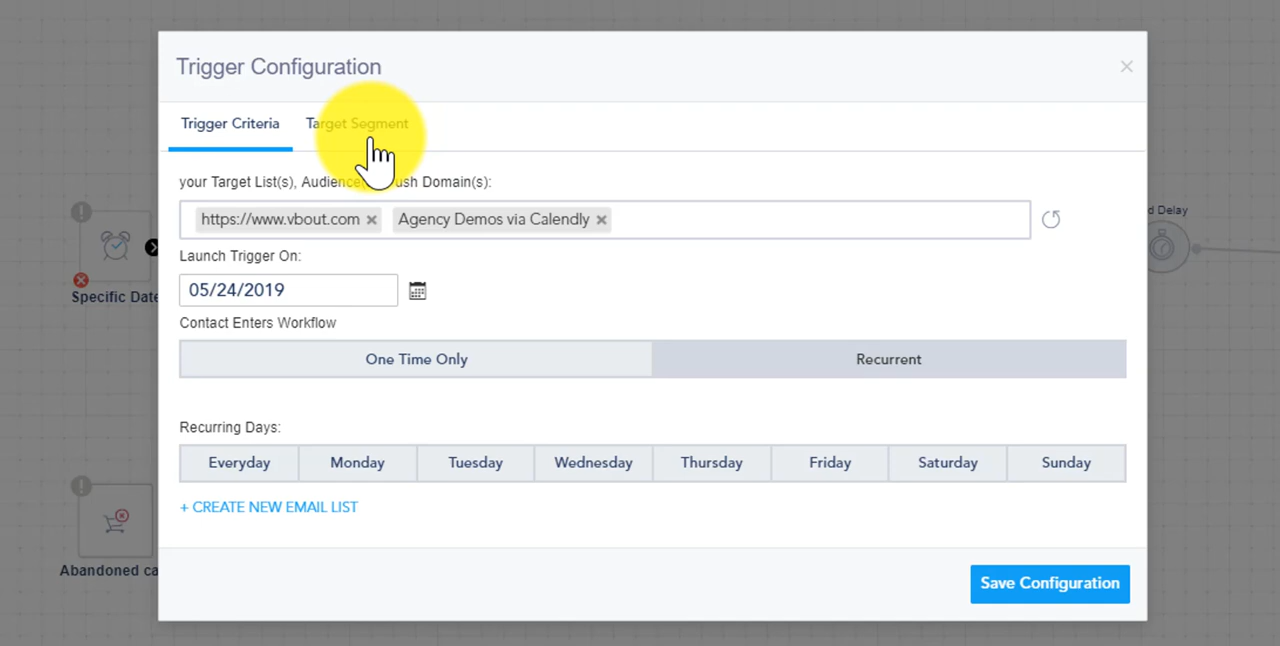 Trigger Configuration
Trigger Criteria Target Segment
your Target List(s), Audience ush Domain(s):
https://www.vbout.com Agency Demos via Calendly
d Delay
Launch Trigger On:
05/24/2019
Specific Date
Contact Enters Workflow
One Time Only Recurrent
Recurring Days:
Everyday Monday Tuesday Wednesday Thursday Friday Saturday Sunday
+ CREATE NEW EMAIL LIST
Abandoned ca
Save Configuration